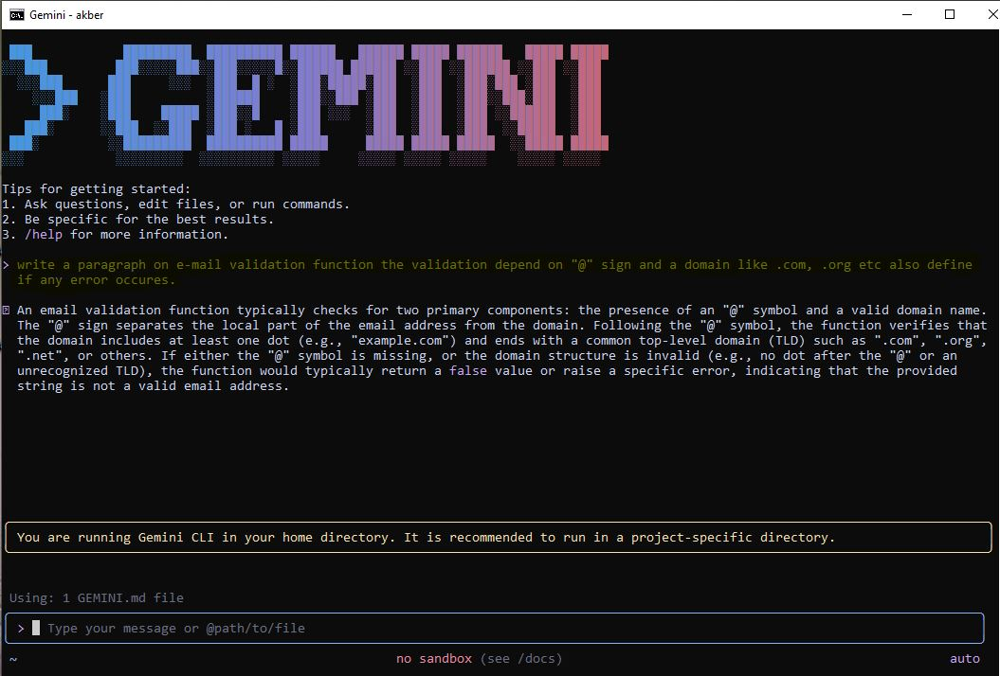 Gemini - akber
> GEMINI
Tips for getting started:
1. Ask questions, edit files, or run commands.
2. Be specific for the best results.
3. /help for more information.
> write a paragraph on e-mail validation function the validation depend on "@" sign and a domain like .com, .org etc also define
if any error occures.
An email validation function typically checks for two primary components: the presence of an "@" symbol and a valid domain name.
The "@" sign separates the local part of the email address from the domain. Following the "@" symbol, the function verifies that
the domain includes at least one dot (e.g., "example.com") and ends with a common top-level domain (TLD) such as ".com", ".org",
".net", or others. If either the "@" symbol is missing, or the domain structure is invalid (e.g., no dot after the "@" or an
unrecognized TLD), the function would typically return a false value or raise a specific error, indicating that the provided
string is not a valid email address.
You are running Gemini CLI in your home directory. It is recommended to run in a project-specific directory.
Using: 1 GEMINI.md file
> Type your message or @path/to/file
~ no sandbox (see /docs) auto